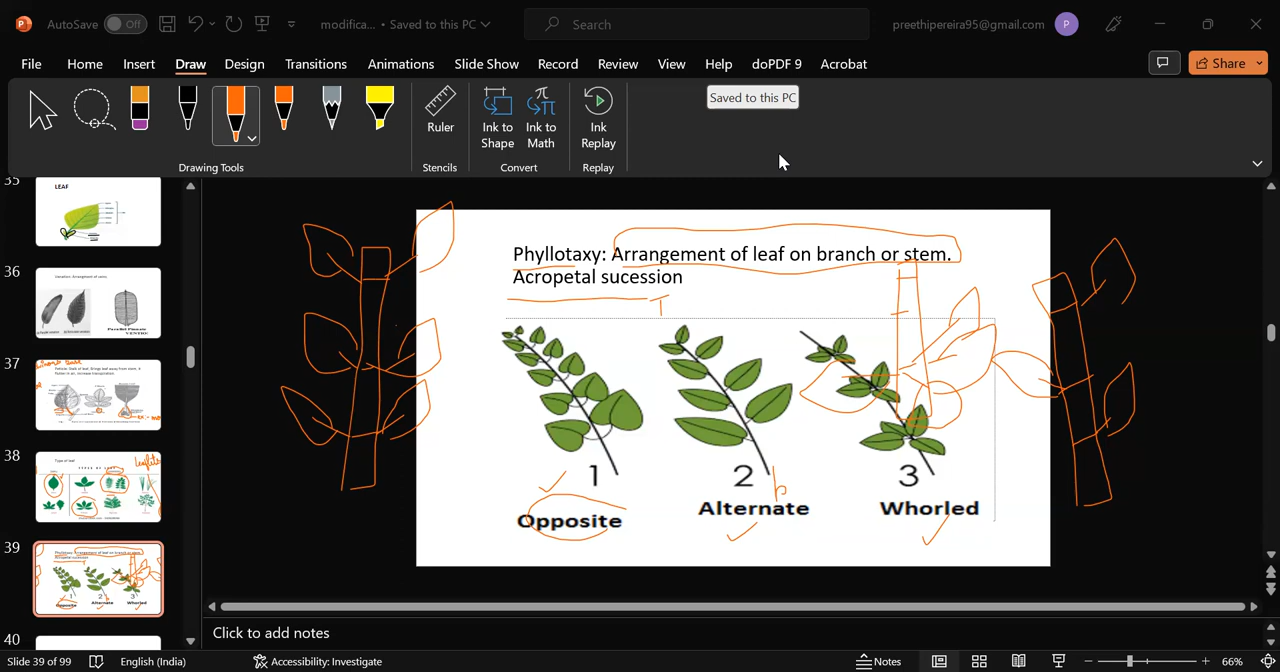 AutoSave Off modifica... • Saved to this PC Search preethipereira95@gmail.com P
File Home Insert Draw Design Transitions Animations Slide Show Record Review View Help doPDF 9 Acrobat Share
Saved to this PC
Ruler
Ink to Shape
Ink to Math
Ink Replay
Drawing Tools Stencils Convert Replay
35
LEAF
36
37
38
39
40
Phyllotaxy: Arrangement of leaf on branch or stem.
Acropetal sucession
1 2 3
Opposite Alternate Whorled
Click to add notes
Slide 39 of 99 English (India) Accessibility: Investigate Notes 66%